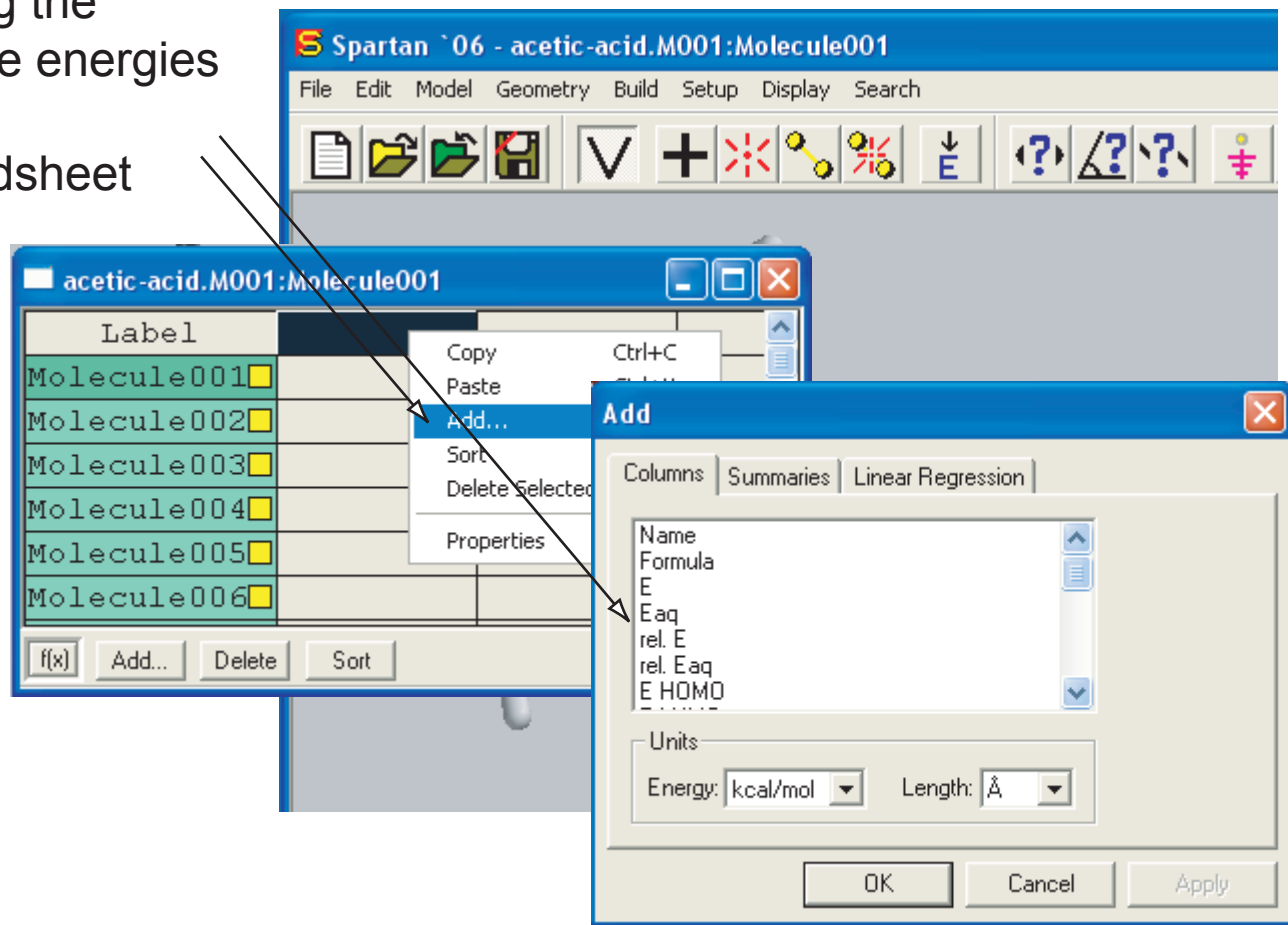 g the
e energies
dsheet
Spartan `06 - acetic-acid.M001:Molecule001
File Edit Model Geometry Build Setup Display Search
E
acetic-acid.M001:Molecule001
Label
Molecule001
Molecule002
Molecule003
Molecule004
Molecule005
Molecule006
Copy Ctrl+C
Paste
Add...
Sort
Delete Selected
Properties
f(x) Add... Delete Sort
Add
Columns Summaries Linear Regression
Name
Formula
E
Eaq
rel. E
rel. Eaq
E HOMO
Units
Energy: kcal/mol Length: Å
OK Cancel Apply